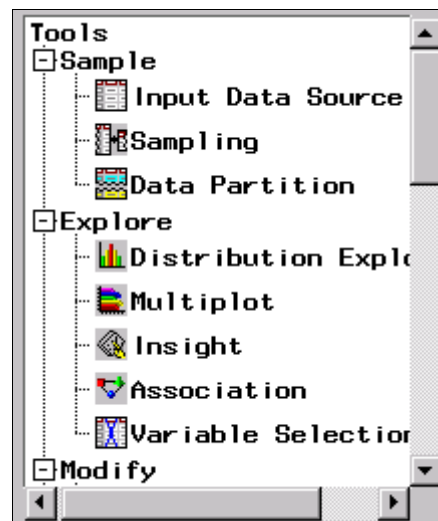 Tools
Sample
Input Data Source
Sampling
Data Partition
Explore
Distribution Explo
Multiplot
Insight
Association
Variable Selection
Modify